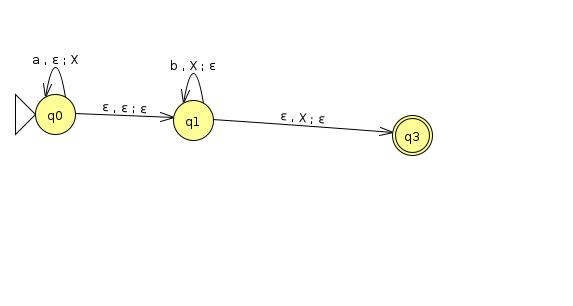 a , ε ; X
b , X ; ε
ε , ε ; ε
ε , X ; ε
q0
q1
q3